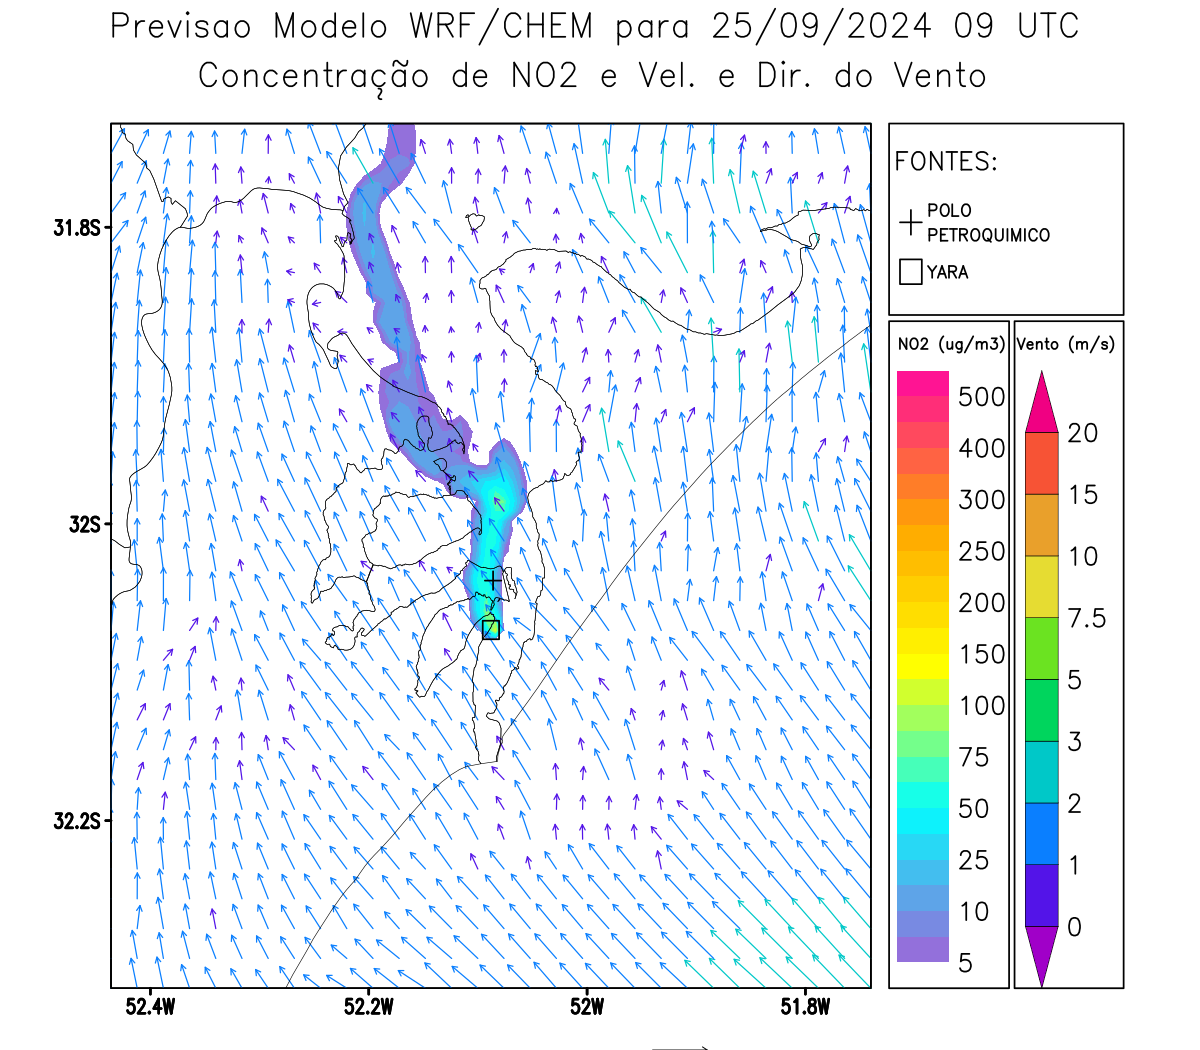 Previsao Modelo WRF/CHEM para 25/09/2024 09 UTC
Concentração de NO2 e Vel. e Dir. do Vento
FONTES:
POLO
PETROQUIMICO
YARA
31.8S
32S
32.2S
52.4W
52.2W
52W
51.8W
NO2 (ug/m3)
500
400
300
250
200
150
100
75
50
25
10
5
Vento (m/s)
20
15
10
7.5
5
3
2
1
0